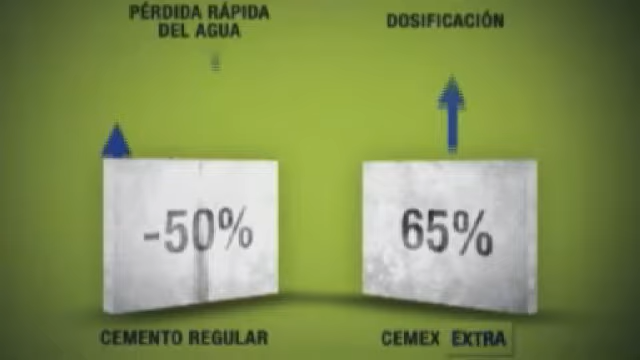 PÉRDIDA RÁPIDA
DEL AGUA
DOSIFICACIÓN
-50%
65%
CEMENTO REGULAR
CEMEX EXTRA